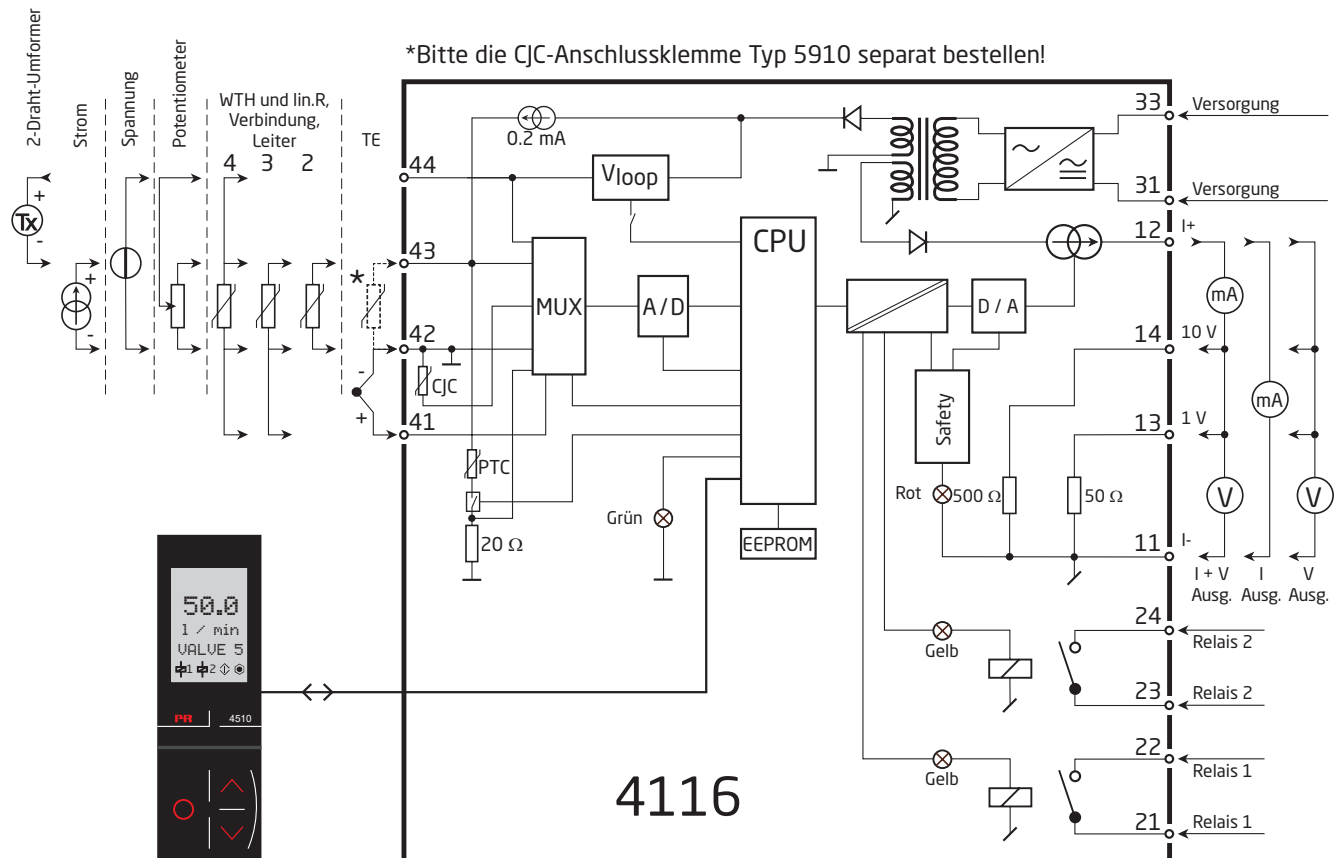 *Bitte die CJC-Anschlussklemme Typ 5910 separat bestellen!
2-Draht-Umformer
Strom
Spannung
Potentiometer
WTH und lin.R,
Verbindung,
Leiter
4 3 2
TE
Tx
+
-
+
-
*
-
+
44
43
42
41
0.2 mA
Vloop
CPU
MUX
A/D
D / A
CJC
PTC
20 Ω
Grün
EEPROM
Safety
Rot
500 Ω
50 Ω
Gelb
Gelb
33
Versorgung
31
Versorgung
12
I+
mA
14
10 V
mA
13
1 V
V
V
11
I-
I + V
Ausg.
I
Ausg.
V
Ausg.
24
Relais 2
23
Relais 2
22
Relais 1
21
Relais 1
4116
50.0
l / min
VALVE 5
1 2
PR
4510